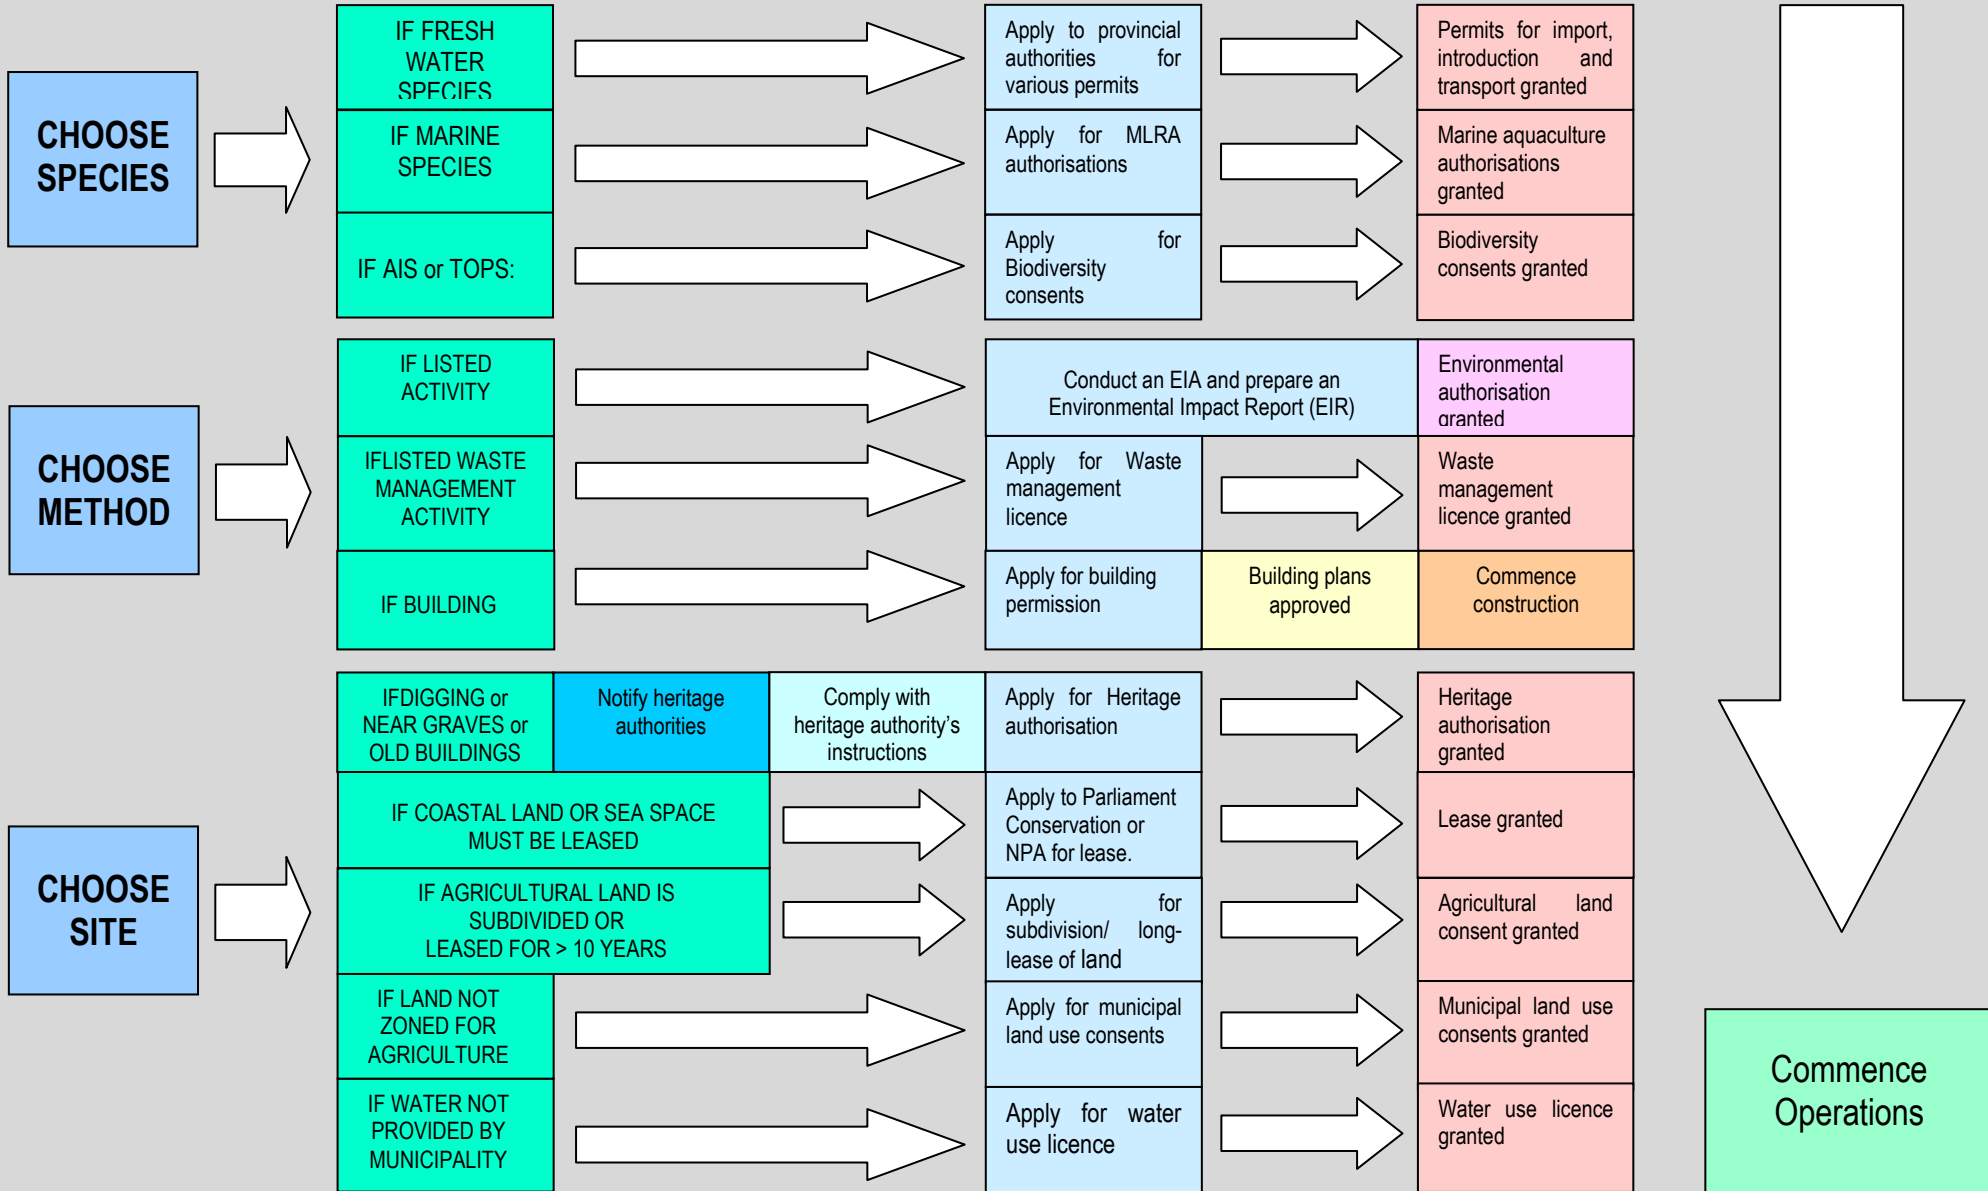 CHOOSE
SPECIES
IF FRESH
WATER
SPECIES
Apply to provincial
authorities for
various permits
Permits for import,
introduction and
transport granted
IF MARINE
SPECIES
Apply for MLRA
authorisations
Marine aquaculture
authorisations
granted
IF AIS or TOPS:
Apply for
Biodiversity
consents
Biodiversity
consents granted
CHOOSE
METHOD
IF LISTED
ACTIVITY
Conduct an EIA and prepare an
Environmental Impact Report (EIR)
Environmental
authorisation
granted
IFLISTED WASTE
MANAGEMENT
ACTIVITY
Apply for Waste
management
licence
Waste
management
licence granted
IF BUILDING
Apply for building
permission
Building plans
approved
Commence
construction
CHOOSE
SITE
IFDIGGING or
NEAR GRAVES or
OLD BUILDINGS
Notify heritage
authorities
Comply with
heritage authority's
instructions
Apply for Heritage
authorisation
Heritage
authorisation
granted
IF COASTAL LAND OR SEA SPACE
MUST BE LEASED
Apply to Parliament
Conservation or
NPA for lease.
Lease granted
IF AGRICULTURAL LAND IS
SUBDIVIDED OR
LEASED FOR > 10 YEARS
Apply for
subdivision/ long-
lease of land
Agricultural land
consent granted
IF LAND NOT
ZONED FOR
AGRICULTURE
Apply for municipal
land use consents
Municipal land use
consents granted
IF WATER NOT
PROVIDED BY
MUNICIPALITY
Apply for water
use licence
Water use licence
granted
Commence
Operations